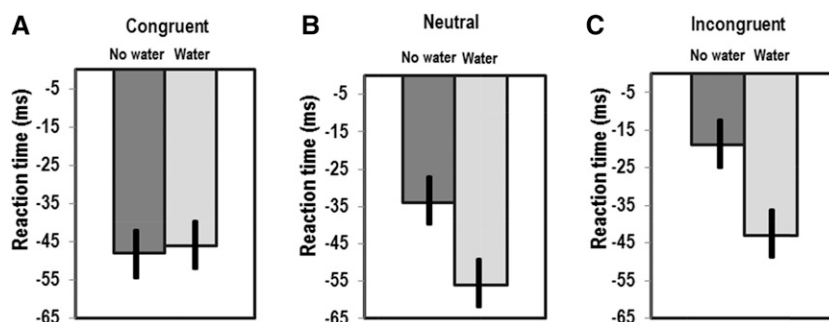 A
Congruent
No water
Water
Reaction time (ms)
-5
-15
-25
-35
-45
-55
-65
B
Neutral
No water
Water
Reaction time (ms)
-5
-15
-25
-35
-45
-55
-65
C
Incongruent
No water
Water
Reaction time (ms)
-5
-15
-25
-35
-45
-55
-65